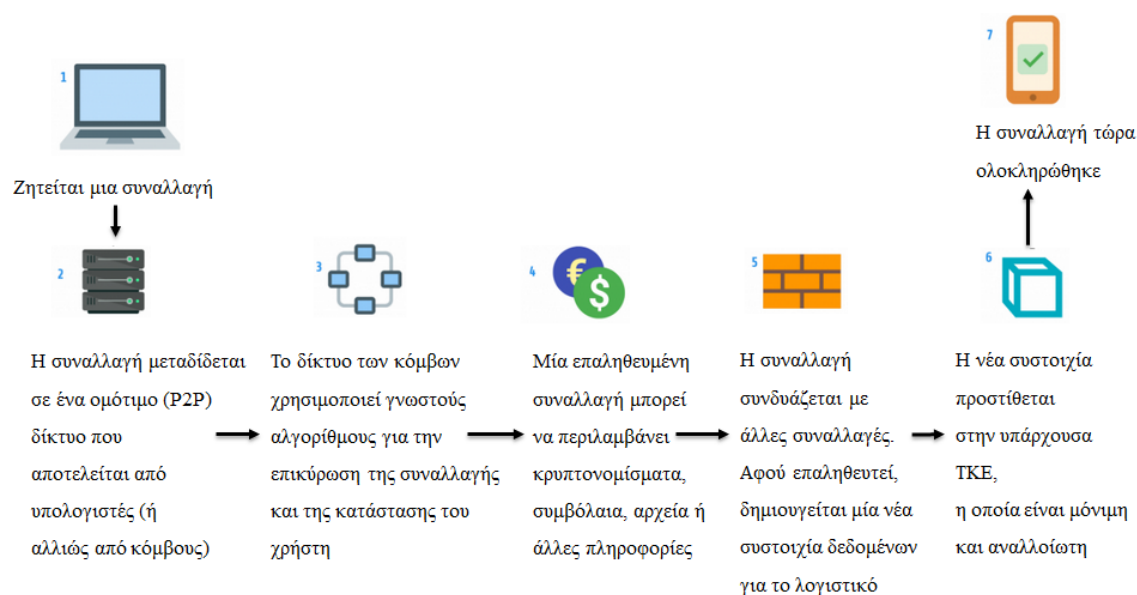 1
Ζητείται μια συναλλαγή
2
Η συναλλαγή μεταδίδεται
σε ένα ομότιμο (P2P)
δίκτυο που
αποτελείται από
υπολογιστές (ή
αλλιώς από κόμβους)
3
Το δίκτυο των κόμβων
χρησιμοποιεί γνωστούς
αλγορίθμους για την
επικύρωση της συναλλαγής
και της κατάστασης του
χρήστη
4
€
$
Μία επαληθευμένη
συναλλαγή μπορεί
να περιλαμβάνει
κρυπτονομίσματα,
συμβόλαια, αρχεία ή
άλλες πληροφορίες
5
Η συναλλαγή
συνδυάζεται με
άλλες συναλλαγές.
Αφού επαληθευτεί,
δημιουγείται μία νέα
συστοιχία δεδομένων
για το λογιστικό
6
Η νέα συστοιχία
προστίθεται
στην υπάρχουσα
ΤΚΕ,
η οποία είναι μόνιμη
και αναλλοίωτη
7
Η συναλλαγή τώρα
ολοκληρώθηκε